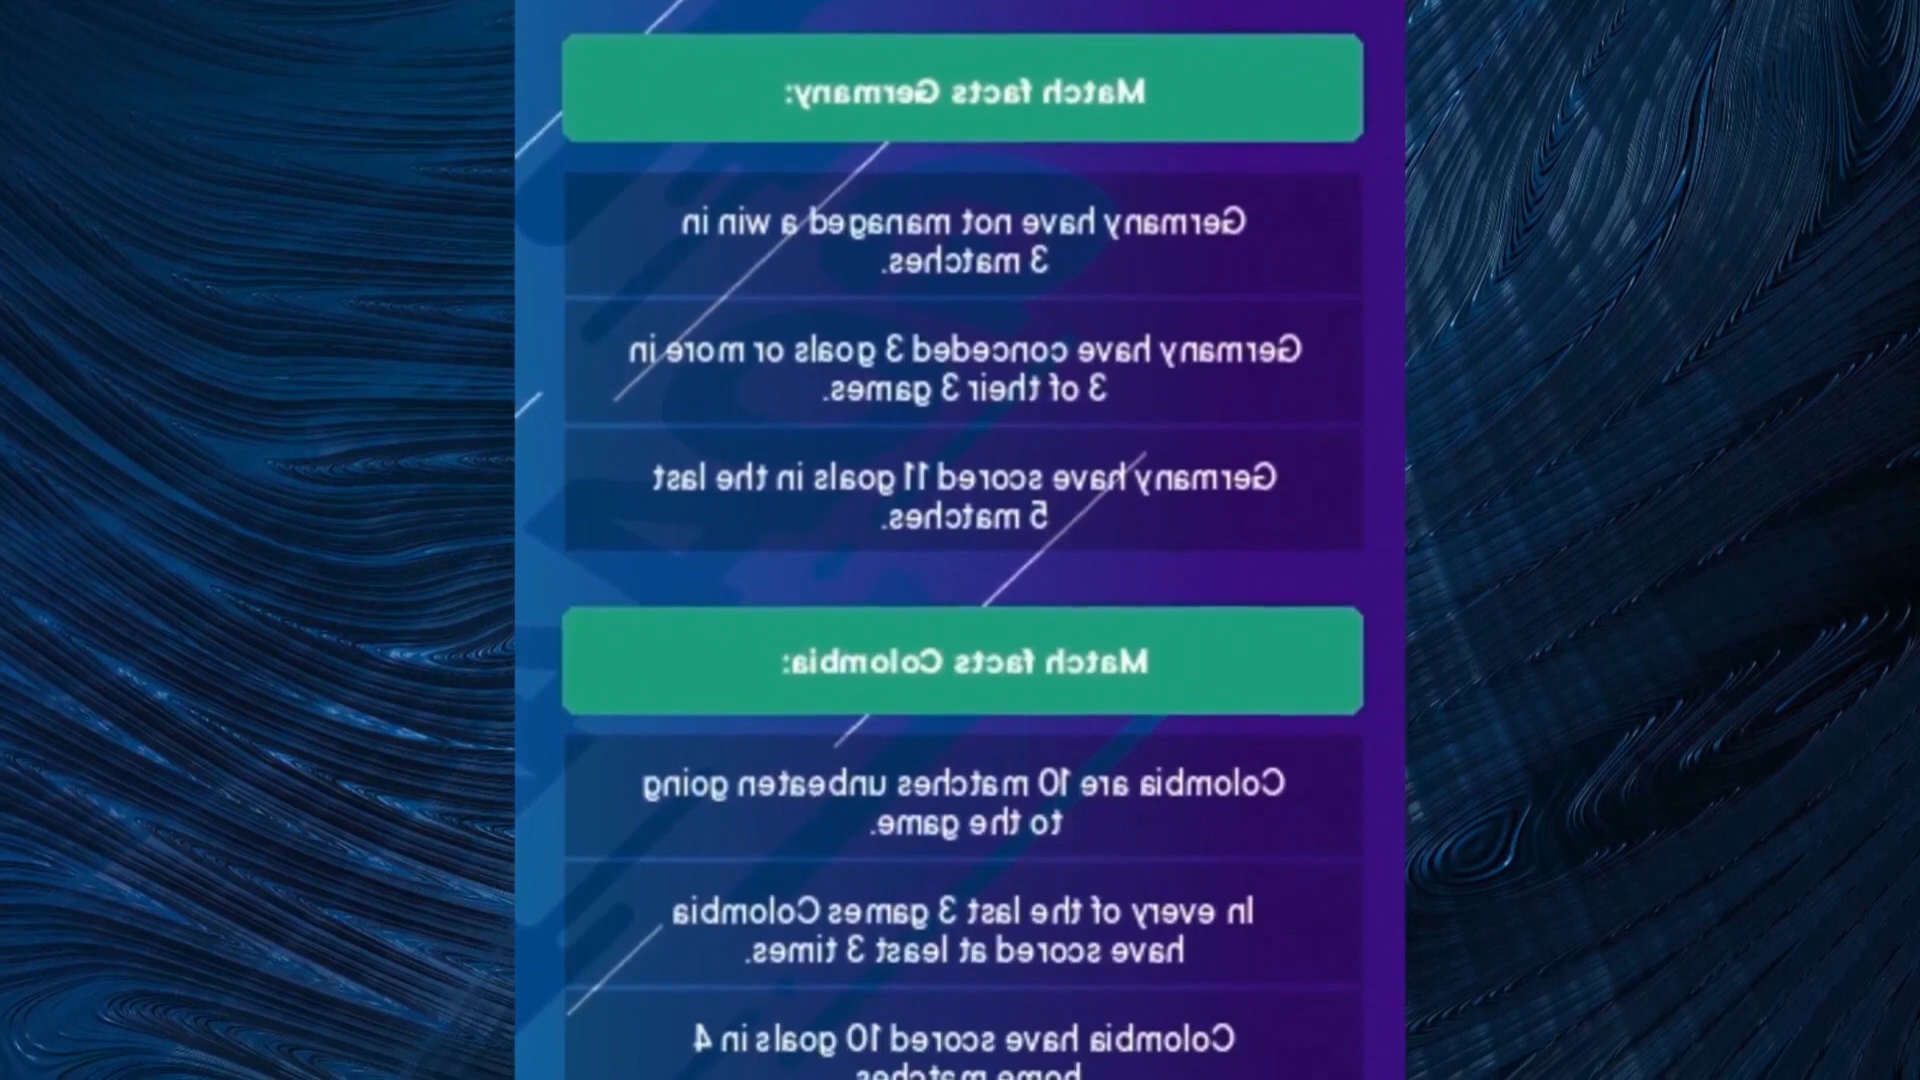 Match facts Germany:
Germany have not managed a win in
3 matches.
Germany have conceded 3 goals or more in
3 of their 3 games.
Germany have scored 11 goals in the last
5 matches.
Match facts Colombia:
Colombia are 10 matches unbeaten going
to the game.
In every of the last 3 games Colombia
have scored at least 3 times.
Colombia have scored 10 goals in 4
home matches